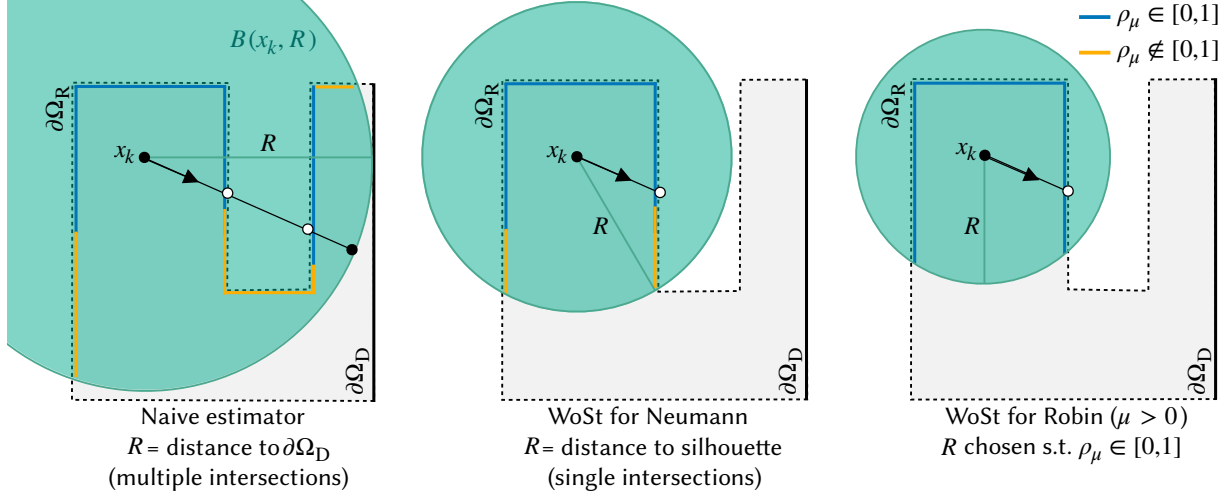 B(x_k, R)
∂Ω_R
x_k
R
∂Ω_D
Naive estimator
R = distance to ∂Ω_D
(multiple intersections)
∂Ω_R
x_k
R
∂Ω_D
WoSt for Neumann
R = distance to silhouette
(single intersections)
ρ_μ ∈ [0,1]
ρ_μ ∉ [0,1]
∂Ω_R
x_k
R
∂Ω_D
WoSt for Robin (μ > 0)
R chosen s.t. ρ_μ ∈ [0,1]